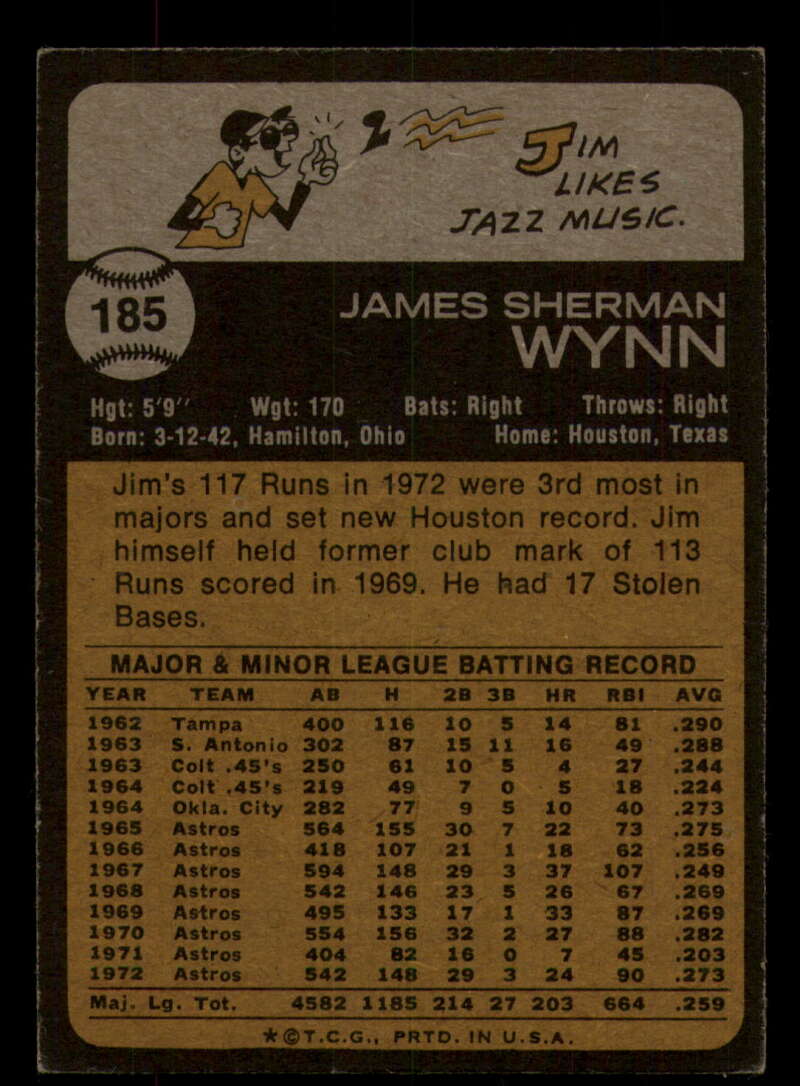 JIM
LIKES
JAZZ MUSIC.
185
JAMES SHERMAN
WYNN
Hgt: 5'9" Wgt: 170 Bats: Right Throws: Right
Born: 3-12-42, Hamilton, Ohio Home: Houston, Texas
Jim's 117 Runs in 1972 were 3rd most in
majors and set new Houston record. Jim
himself held former club mark of 113
Runs scored in 1969. He had 17 Stolen
Bases.
MAJOR & MINOR LEAGUE BATTING RECORD
YEAR TEAM AB H 2B 3B HR RBI AVG
1962 Tampa 400 116 10 5 14 81 .290
1963 S. Antonio 302 87 15 11 16 49 .288
1963 Colt .45's 250 61 10 5 4 27 .244
1964 Colt .45's 219 49 7 0 5 18 .224
1964 Okla. City 282 77 9 5 10 40 .273
1965 Astros 564 155 30 7 22 73 .275
1966 Astros 418 107 21 1 18 62 .256
1967 Astros 594 148 29 3 37 107 .249
1968 Astros 542 146 23 5 26 67 .269
1969 Astros 495 133 17 1 33 87 .269
1970 Astros 554 156 32 2 27 88 .282
1971 Astros 404 82 16 0 7 45 .203
1972 Astros 542 148 29 3 24 90 .273
Maj. Lg. Tot. 4582 1185 214 27 203 664 .259
*©T.C.G., PRTD. IN U.S.A.